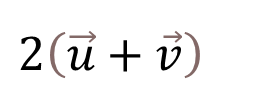 2(u⃗ + v⃗)